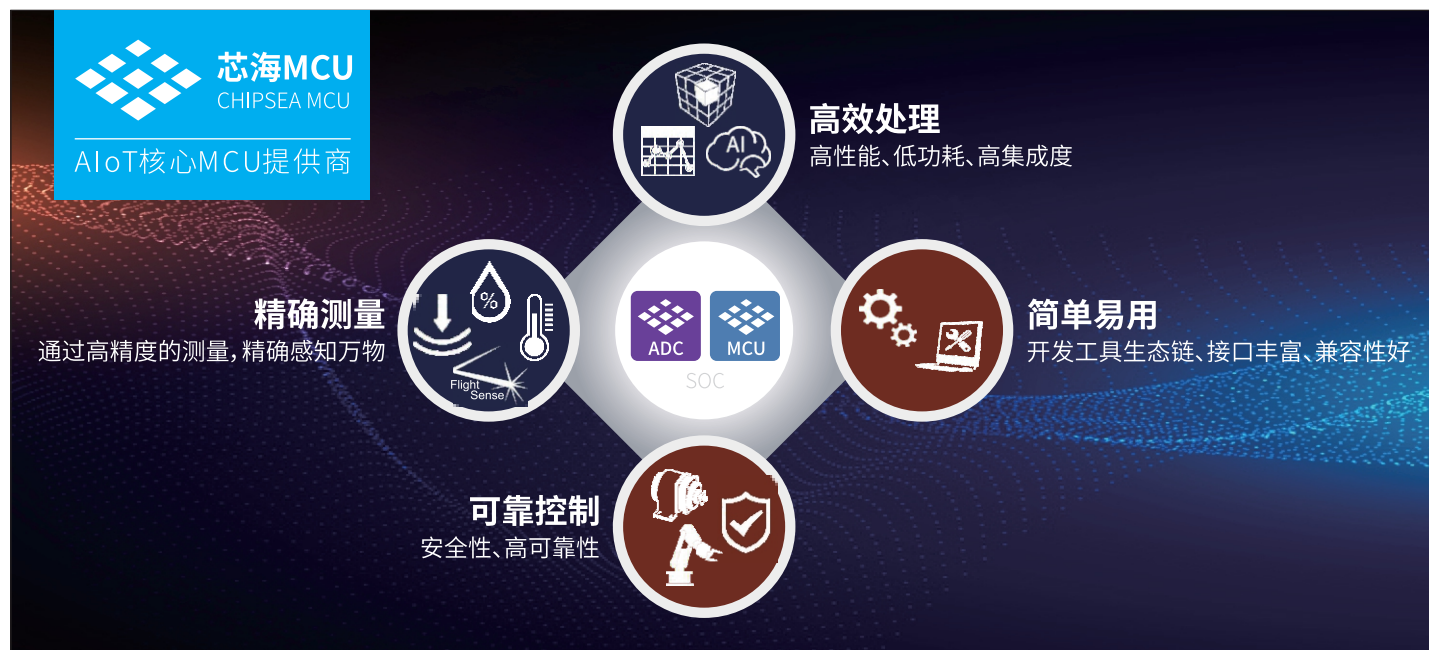 芯海MCU
CHIPSEA MCU
AIoT核心MCU提供商
AI
高效处理
高性能、低功耗、高集成度
精确测量
通过高精度的测量,精确感知万物
%
Flight
Sense
ADC
MCU
SOC
简单易用
开发工具生态链、接口丰富、兼容性好
可靠控制
安全性、高可靠性